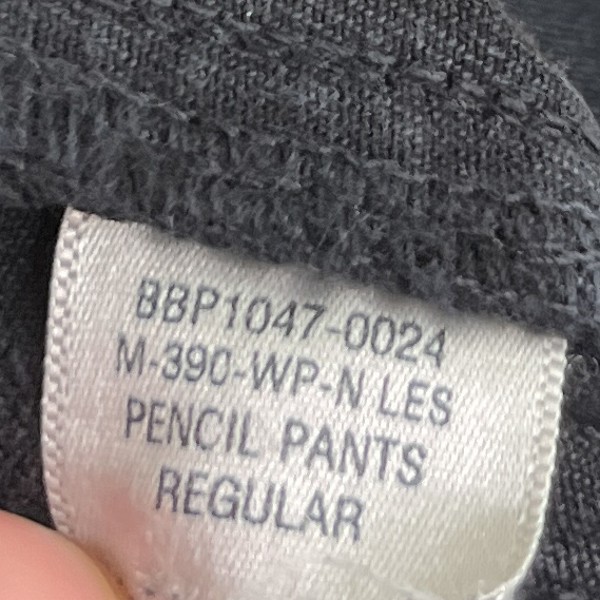 BBP1047-0024
M-390-WP-N LES
PENCIL PANTS
REGULAR